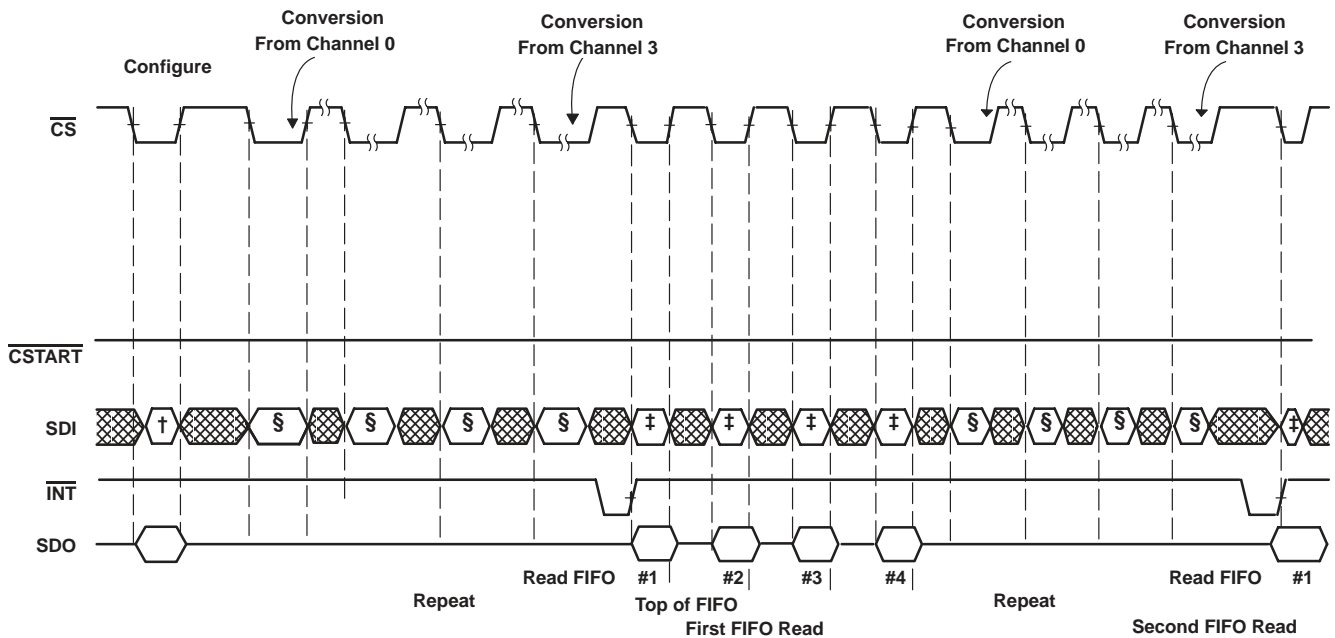 Conversion
From Channel 0
Conversion
From Channel 3
Conversion
From Channel 0
Conversion
From Channel 3
Configure
CS
CSTART
SDI
† § § § § ‡ ‡ ‡ ‡ § § § § ‡
INT
SDO
Read FIFO #1 #2 #3 #4 Read FIFO #1
Repeat Top of FIFO Repeat
First FIFO Read Second FIFO Read